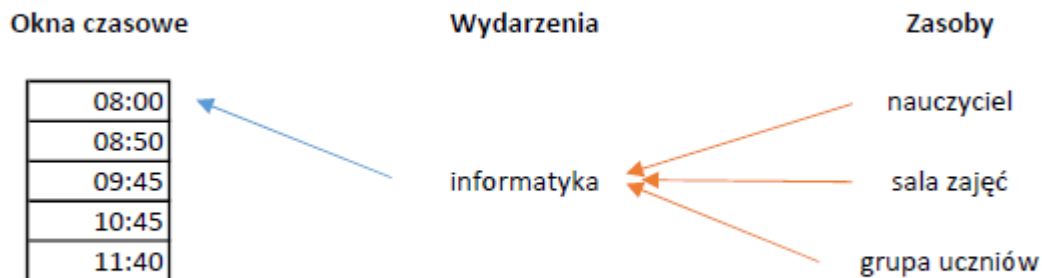 Okna czasowe Wydarzenia Zasoby
08:00 nauczyciel
08:50
09:45 informatyka sala zajęć
10:45
11:40 grupa uczniów